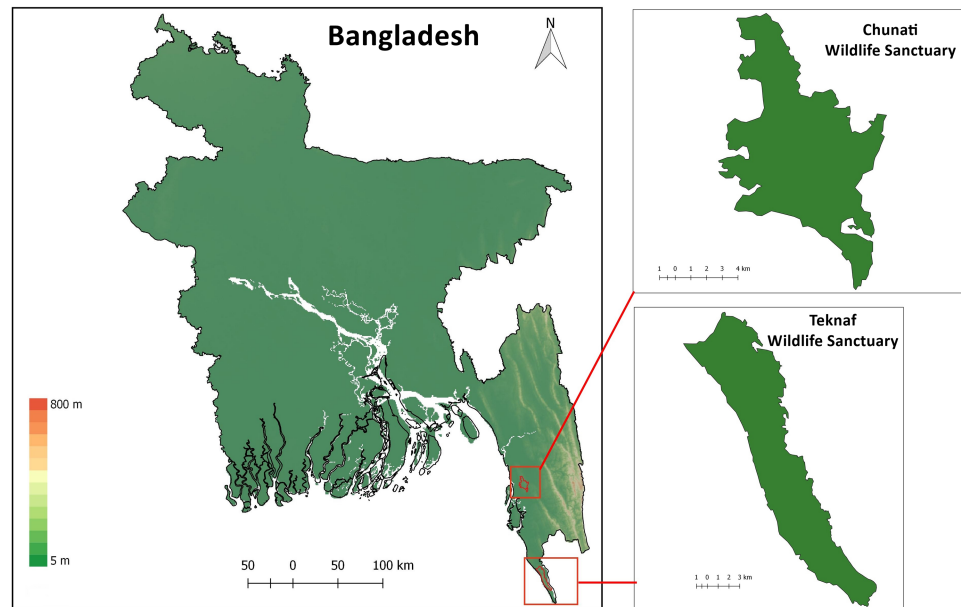 Bangladesh
N
800 m
5 m
50 0 50 100 km
Chunati
Wildlife Sanctuary
1 0 1 2 3 4 km
Teknaf
Wildlife Sanctuary
1 0 1 2 3 km